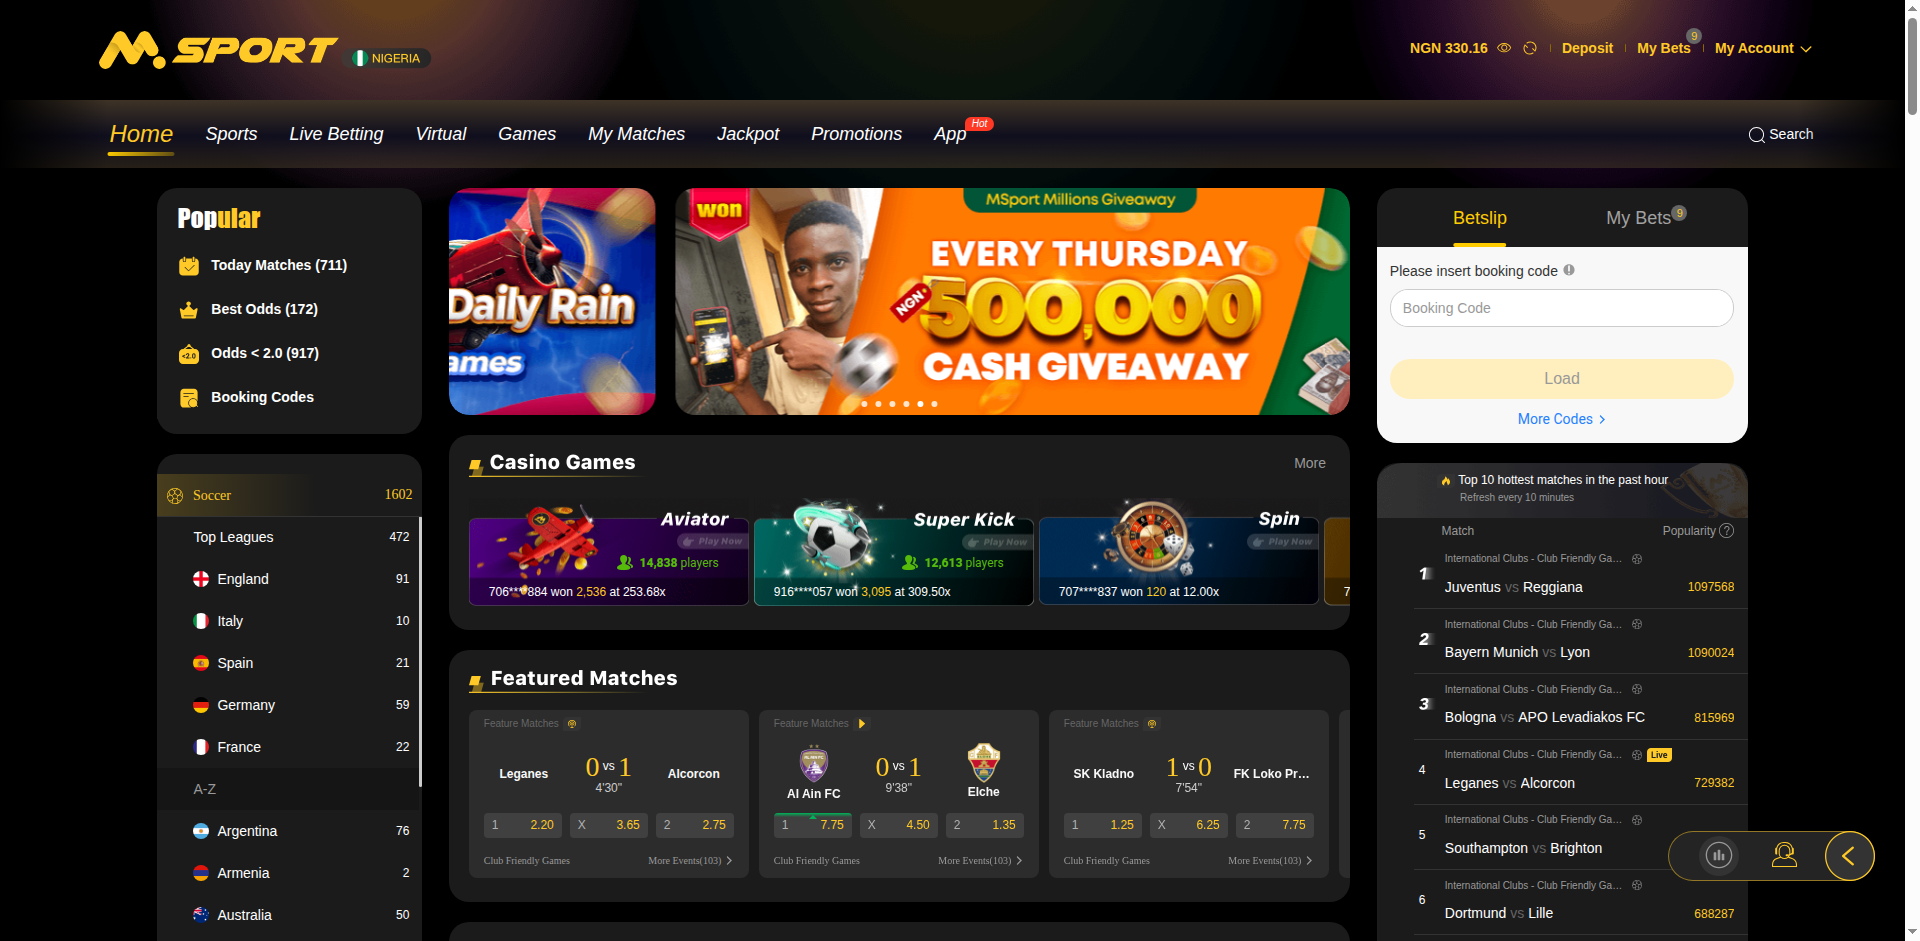 M.SPORT
NIGERIA
NGN 330.16
Deposit
My Bets
9
My Account
Home
Sports
Live Betting
Virtual
Games
My Matches
Jackpot
Promotions
App
Hot
Search
Popular
Today Matches (711)
Best Odds (172)
<2.0
Odds < 2.0 (917)
Booking Codes
Soccer
1602
Top Leagues
472
England
91
Italy
10
Spain
21
Germany
59
France
22
A-Z
Argentina
76
Armenia
2
Australia
50
Daily Rain
ames
won
MSport Millions Giveaway
EVERY THURSDAY
NGN
500,000
CASH GIVEAWAY
Casino Games
More
Aviator
Play Now
14,838 players
706****884 won 2,536 at 253.68x
Super Kick
Play Now
12,613 players
916****057 won 3,095 at 309.50x
Spin
Play Now
707****837 won 120 at 12.00x
7
Featured Matches
Feature Matches
Leganes
0 vs 1
4'30"
Alcorcon
1 2.20
X 3.65
2 2.75
Club Friendly Games
More Events(103)
Feature Matches
Al Ain FC
0 vs 1
9'38"
Elche
1 7.75
X 4.50
2 1.35
Club Friendly Games
More Events(103)
Feature Matches
SK Kladno
1 vs 0
7'54"
FK Loko Pr...
1 1.25
X 6.25
2 7.75
Club Friendly Games
More Events(103)
Betslip
My Bets
9
Please insert booking code
Booking Code
Load
More Codes
Top 10 hottest matches in the past hour
Refresh every 10 minutes
Match
Popularity ?
International Clubs - Club Friendly Ga...
1
Juventus vs Reggiana
1097568
International Clubs - Club Friendly Ga...
2
Bayern Munich vs Lyon
1090024
International Clubs - Club Friendly Ga...
3
Bologna vs APO Levadiakos FC
815969
International Clubs - Club Friendly Ga...
Live
4
Leganes vs Alcorcon
729382
International Clubs - Club Friendly Ga...
5
Southampton vs Brighton
International Clubs - Club Friendly Ga...
6
Dortmund vs Lille
688287